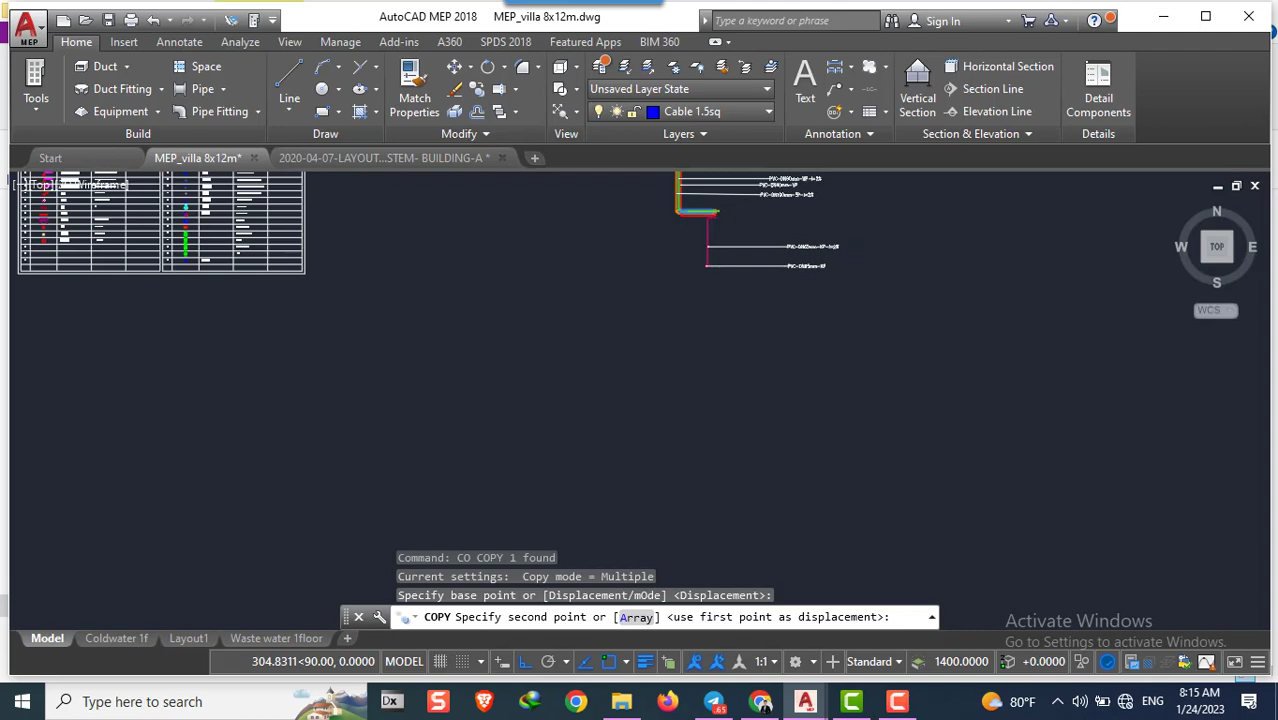 AutoCAD MEP 2018 MEP_villa 8x12m.dwg
Type a keyword or phrase
Sign In
MEP
Home Insert Annotate Analyze View Manage Add-ins A360 SPDS 2018 Featured Apps BIM 360
Duct Space
Duct Fitting Pipe
Equipment Pipe Fitting
Tools
Line
Match
Properties
View
Unsaved Layer State
Cable 1.5sq
Text
Vertical
Section
Horizontal Section
Section Line
Elevation Line
Detail
Components
Build Draw Modify Layers Annotation Section & Elevation Details
Start MEP_villa 8x12m* 2020-04-07-LAYOUT...STEM- BUILDING-A *
N
W TOP E
S
WCS
Command: CO COPY 1 found
Current settings: Copy mode = Multiple
Specify base point or [Displacement/mOde] <Displacement>:
COPY Specify second point or [Array] <use first point as displacement>:
Activate Windows
Go to Settings to activate Windows.
Model Coldwater 1f Layout1 Waste water 1floor
304.8311<90.00, 0.0000 MODEL 1:1 Standard 1400.0000 +0.0000
Type here to search
Dx
S
65
80°F
ENG
8:15 AM
1/24/2023